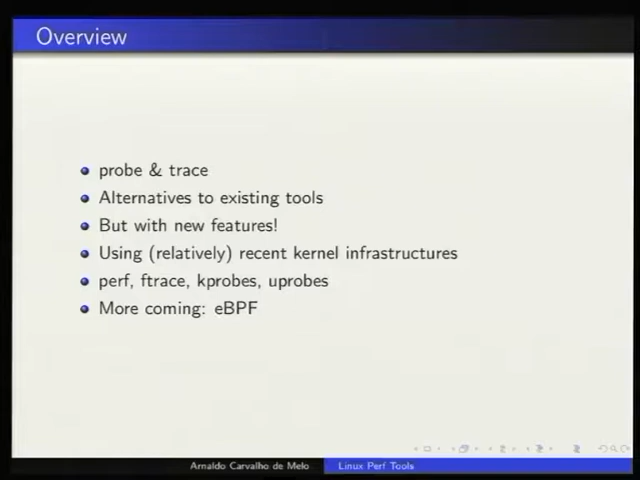 Overview
probe & trace
Alternatives to existing tools
But with new features!
Using (relatively) recent kernel infrastructures
perf, ftrace, kprobes, uprobes
More coming: eBPF
Arnaldo Carvalho de Melo
Linux Perf Tools